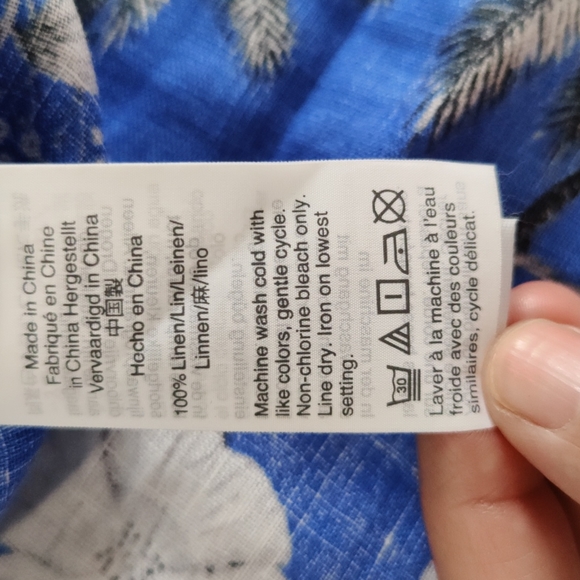 Made in China
Fabriqué en Chine
in China Hergestellt
Vervaardigd in China
中国製
Hecho en China
100% Linen/Lin/Leinen/
Linnen/麻/lino
Machine wash cold with
like colors, gentle cycle.
Non-chlorine bleach only.
Line dry. Iron on lowest
setting.
30
Laver à la machine à l'eau
froide avec des couleurs
similaires, cycle délicat.